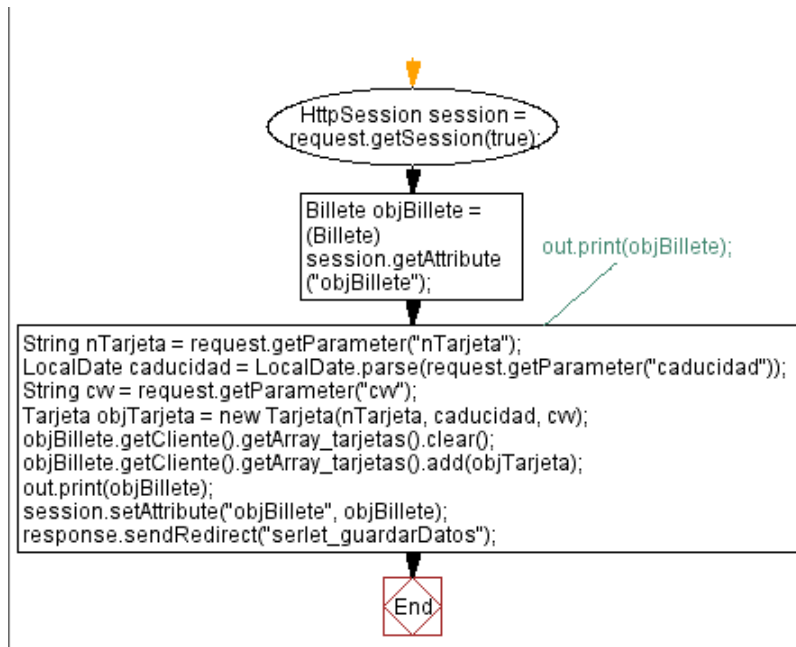 HttpSession session =
request.getSession(true);
Billete objBillete =
(Billete)
session.getAttribute
("objBillete");
out.print(objBillete);
String nTarjeta = request.getParameter("nTarjeta");
LocalDate caducidad = LocalDate.parse(request.getParameter("caducidad"));
String cvv = request.getParameter("cvv");
Tarjeta objTarjeta = new Tarjeta(nTarjeta, caducidad, cvv);
objBillete.getCliente().getArray_tarjetas().clear();
objBillete.getCliente().getArray_tarjetas().add(objTarjeta);
out.print(objBillete);
session.setAttribute("objBillete", objBillete);
response.sendRedirect("serlet_guardarDatos");
End